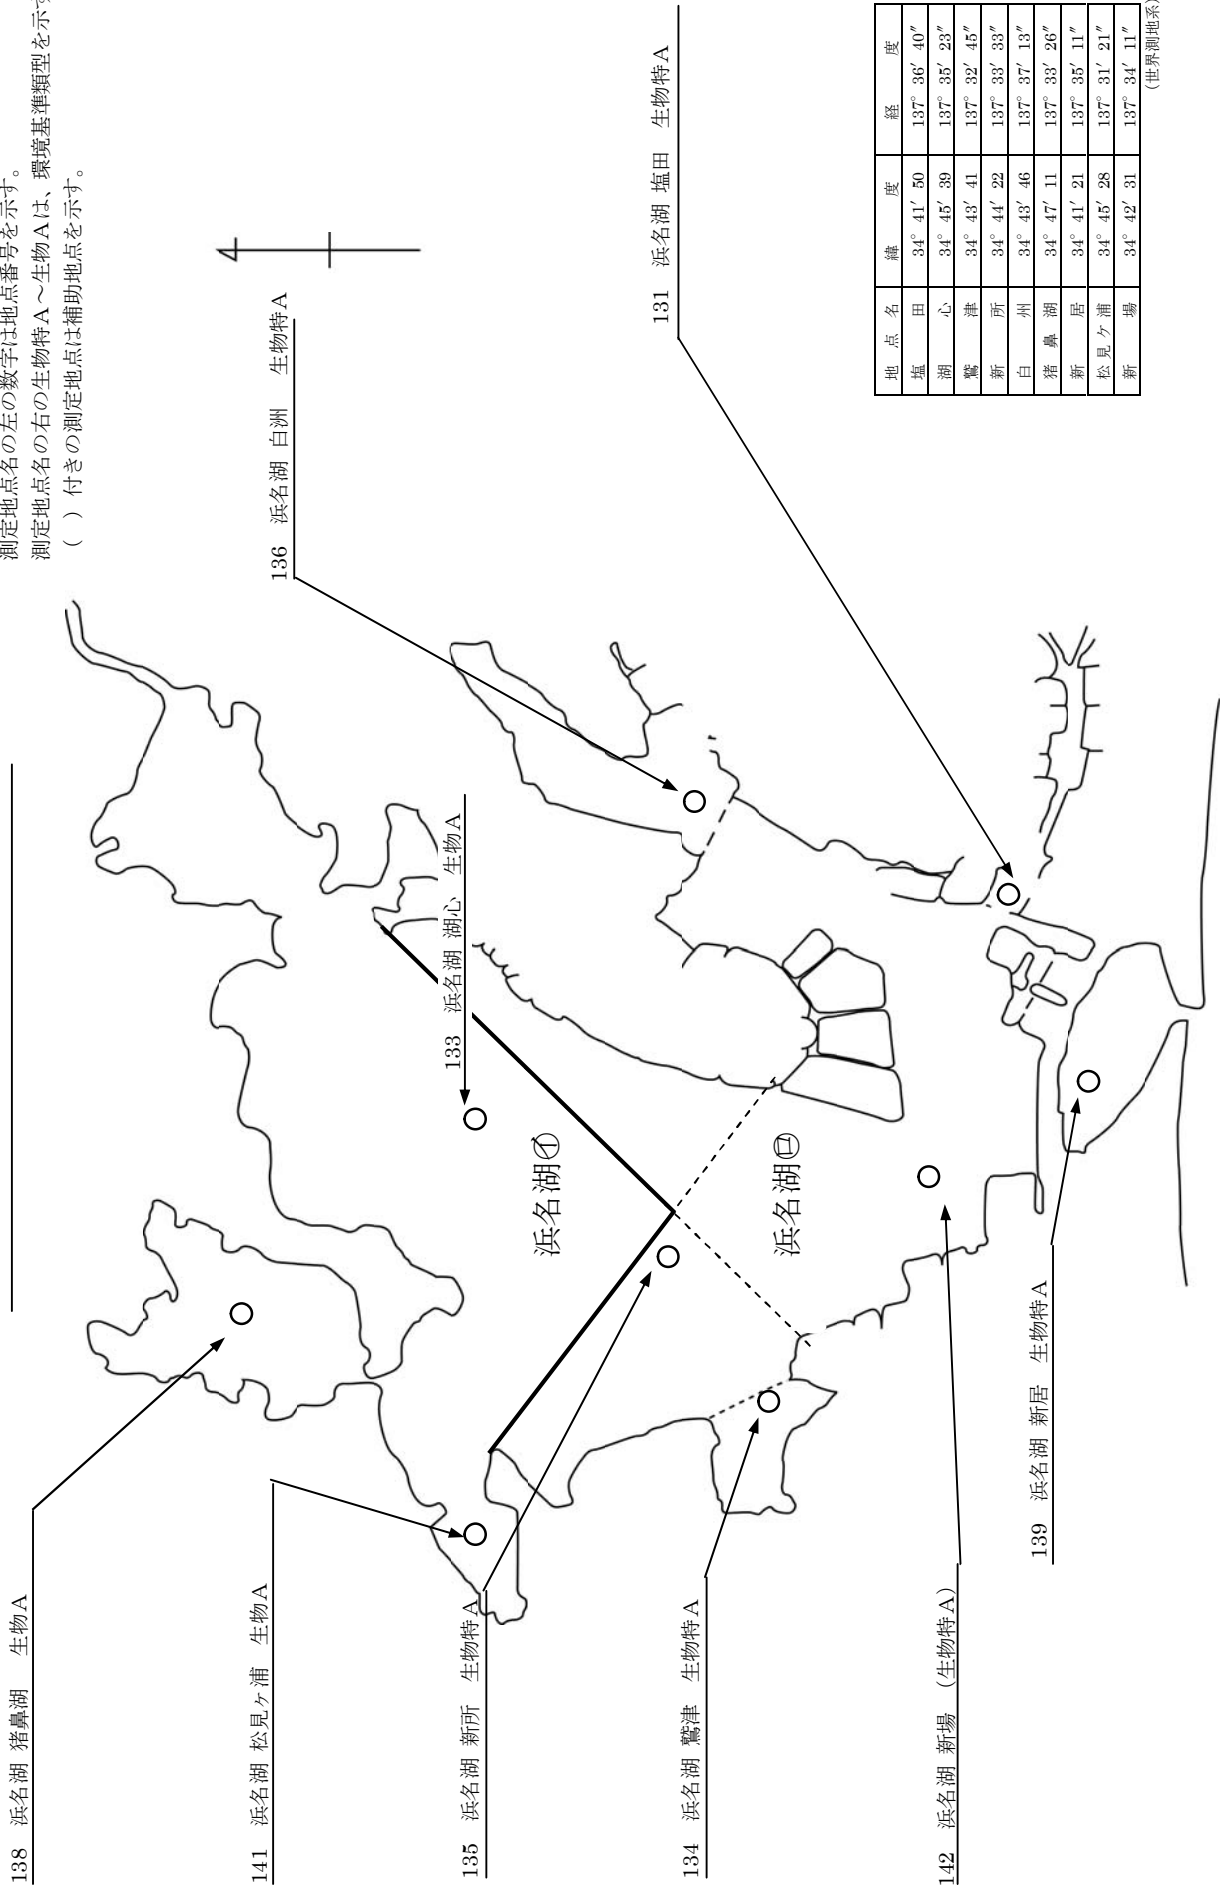 測定地点名の左の数字は地点番号を示す。
測定地点名の右の生物特A～生物Aは、環境基準類型を示す
（　）付きの測定地点は補助地点を示す。
138　浜名湖 猪鼻湖　生物A
141　浜名湖 松見ヶ浦　生物A
135　浜名湖 新所　生物特A
134　浜名湖 鷲津　生物特A
142　浜名湖 新場　（生物特A）
139　浜名湖 新居　生物特A
133　浜名湖 湖心　生物A
136　浜名湖 白洲　生物特A
131　浜名湖 塩田　生物特A
浜名湖㋑
浜名湖㋺
地点名　緯度　経度
塩田　34° 41′ 50　137° 36′ 40″
湖心　34° 45′ 39　137° 35′ 23″
鷲津　34° 43′ 41　137° 32′ 45″
新所　34° 44′ 22　137° 33′ 33″
白州　34° 43′ 46　137° 37′ 13″
猪鼻湖　34° 47′ 11　137° 33′ 26″
新居　34° 41′ 21　137° 35′ 11″
松見ケ浦　34° 45′ 28　137° 31′ 21″
新場　34° 42′ 31　137° 34′ 11″
（世界測地系）